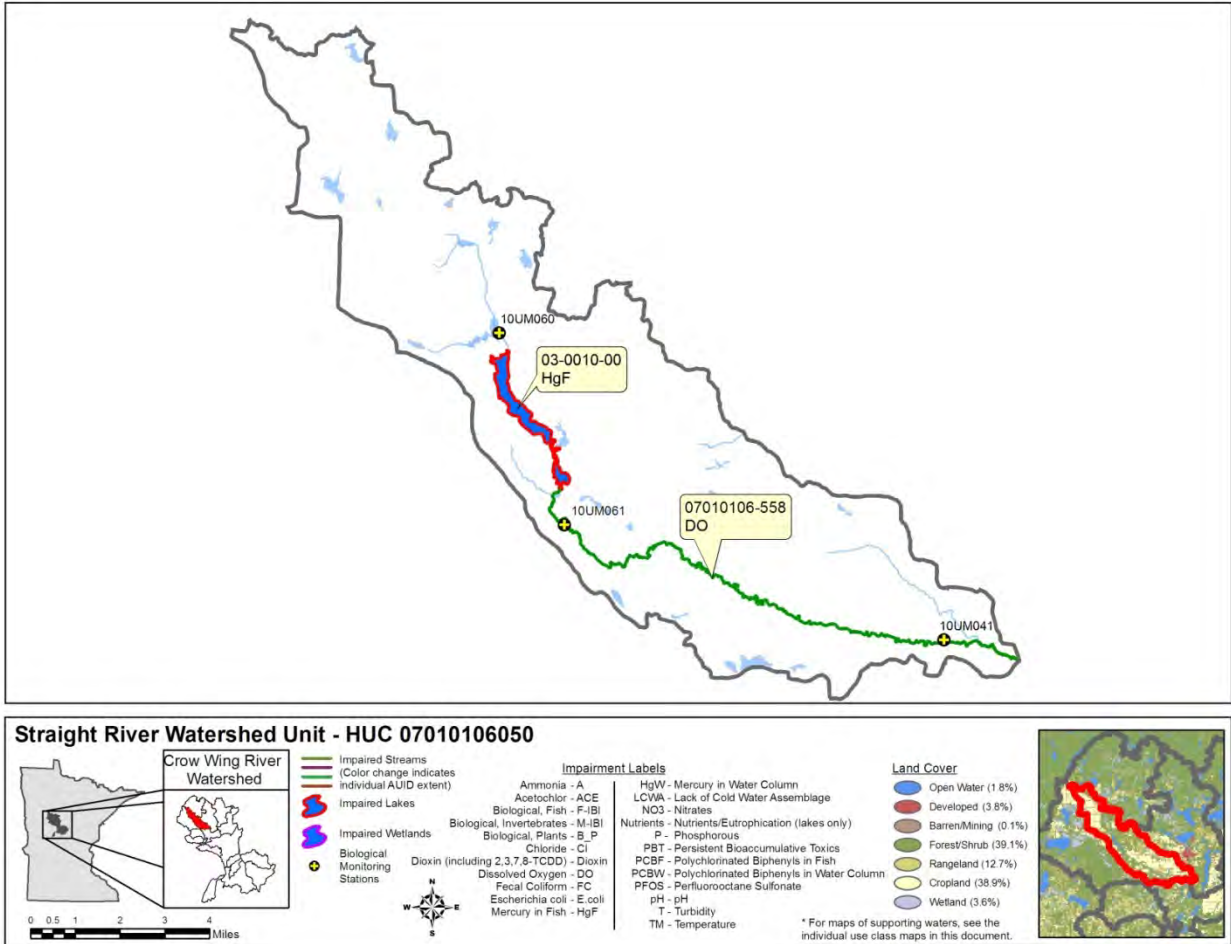 10UM060
03-0010-00
HgF
10UM061
07010106-558
DO
10UM041
Straight River Watershed Unit - HUC 07010106050
Crow Wing River
Watershed
0 0.5 1 2 3 4
Miles
Impaired Streams
(Color change indicates
individual AUID extent)
Impaired Lakes
Impaired Wetlands
Biological
Monitoring
Stations
N
W E
S
Impairment Labels
Ammonia - A
Acetochlor - ACE
Biological, Fish - F-IBI
Biological, Invertebrates - M-IBI
Biological, Plants - B_P
Chloride - Cl
Dioxin (including 2,3,7,8-TCDD) - Dioxin
Dissolved Oxygen - DO
Fecal Coliform - FC
Escherichia coli - E.coli
Mercury in Fish - HgF
HgW - Mercury in Water Column
LCWA - Lack of Cold Water Assemblage
NO3 - Nitrates
Nutrients - Nutrients/Eutrophication (lakes only)
P - Phosphorous
PBT - Persistent Bioaccumulative Toxics
PCBF - Polychlorinated Biphenyls in Fish
PCBW - Polychlorinated Biphenyls in Water Column
PFOS - Perfluorooctane Sulfonate
pH - pH
T - Turbidity
TM - Temperature
Land Cover
Open Water (1.8%)
Developed (3.8%)
Barren/Mining (0.1%)
Forest/Shrub (39.1%)
Rangeland (12.7%)
Cropland (38.9%)
Wetland (3.6%)
* For maps of supporting waters, see the
individual use class maps in this document.